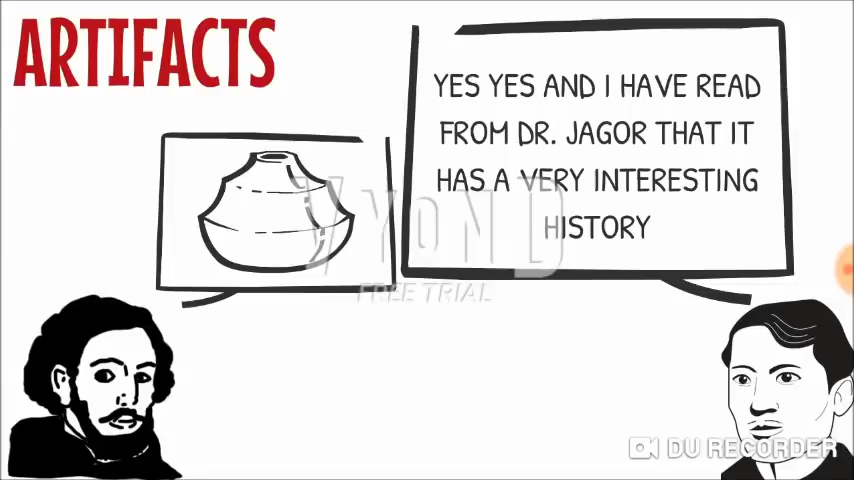 ARTIFACTS
YES YES AND I HAVE READ
FROM DR. JAGOR THAT IT
HAS A VERY INTERESTING
HISTORY
VYOND
FREE TRIAL
DU RECORDER